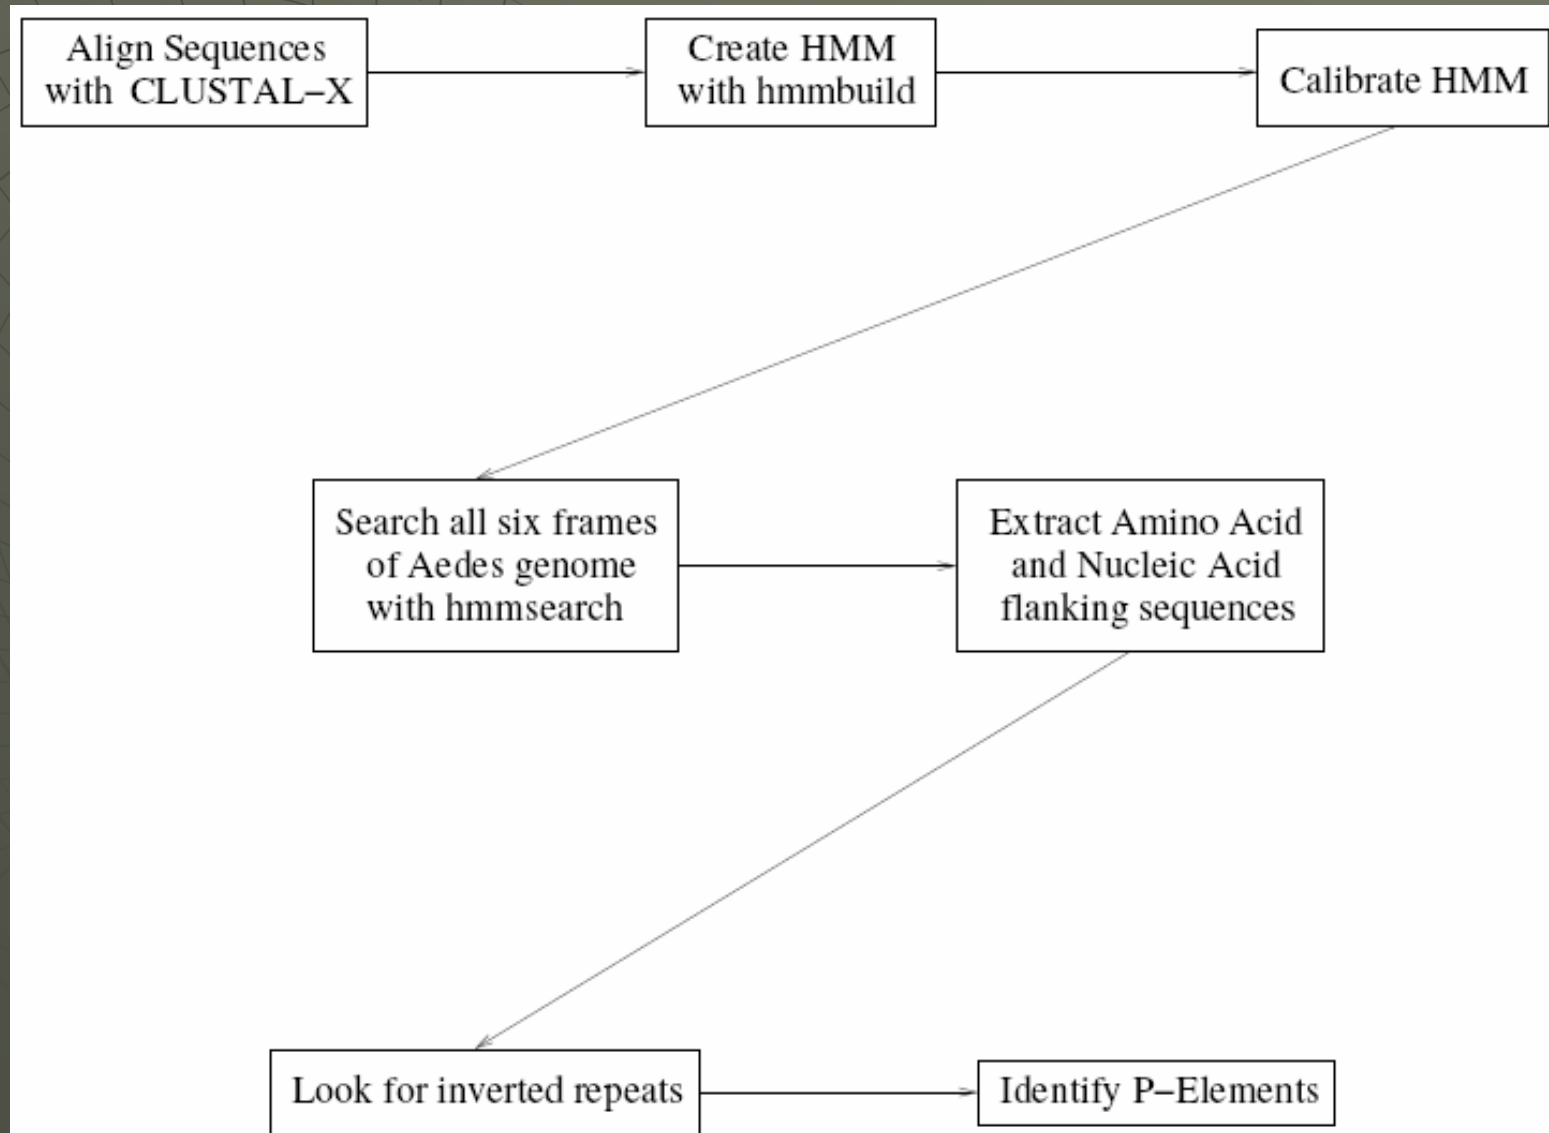 Align Sequences
with CLUSTAL−X
Create HMM
with hmmbuild
Calibrate HMM
Search all six frames
of Aedes genome
with hmmsearch
Extract Amino Acid
and Nucleic Acid
flanking sequences
Look for inverted repeats
Identify P−Elements